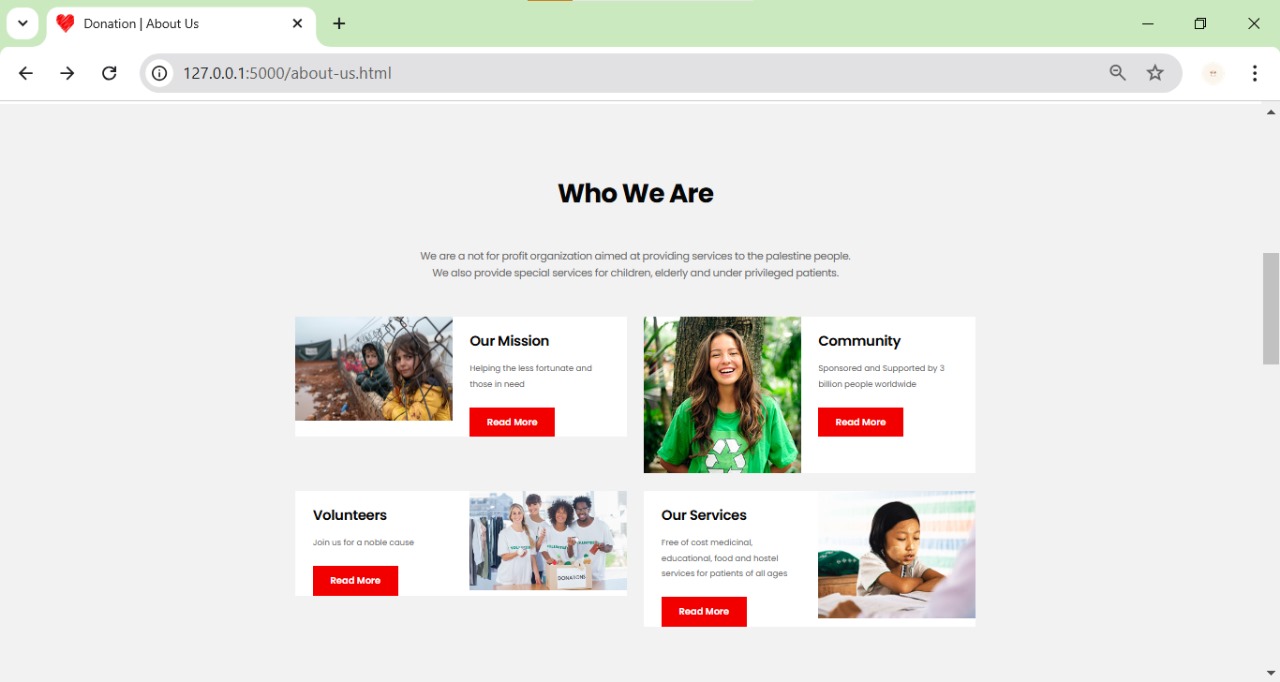 Donation | About Us
127.0.0.1:5000/about-us.html
Who We Are
We are a not for profit organization aimed at providing services to the palestine people.
We also provide special services for children, elderly and under privileged patients.
Our Mission
Helping the less fortunate and
those in need
Read More
Community
Sponsored and Supported by 3
billion people worldwide
Read More
Volunteers
Join us for a noble cause
Read More
DONATIONS
Our Services
Free of cost medicinal,
educational, food and hostel
services for patients of all ages
Read More